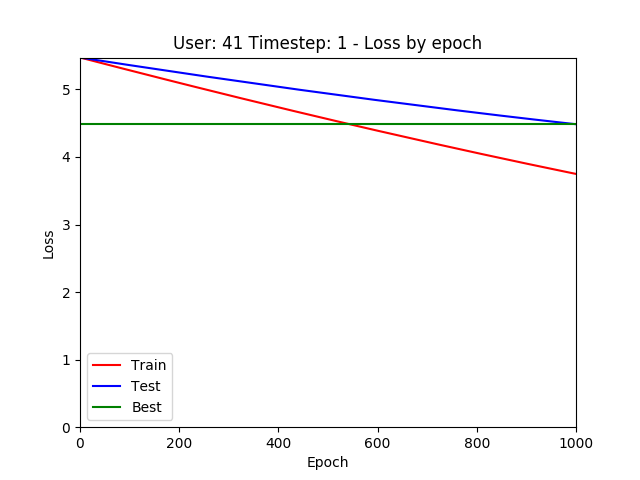 User: 41 Timestep: 1 - Loss by epoch
5
4
3
2
1
0
Loss
Train
Test
Best
0 200 400 600 800 1000
Epoch